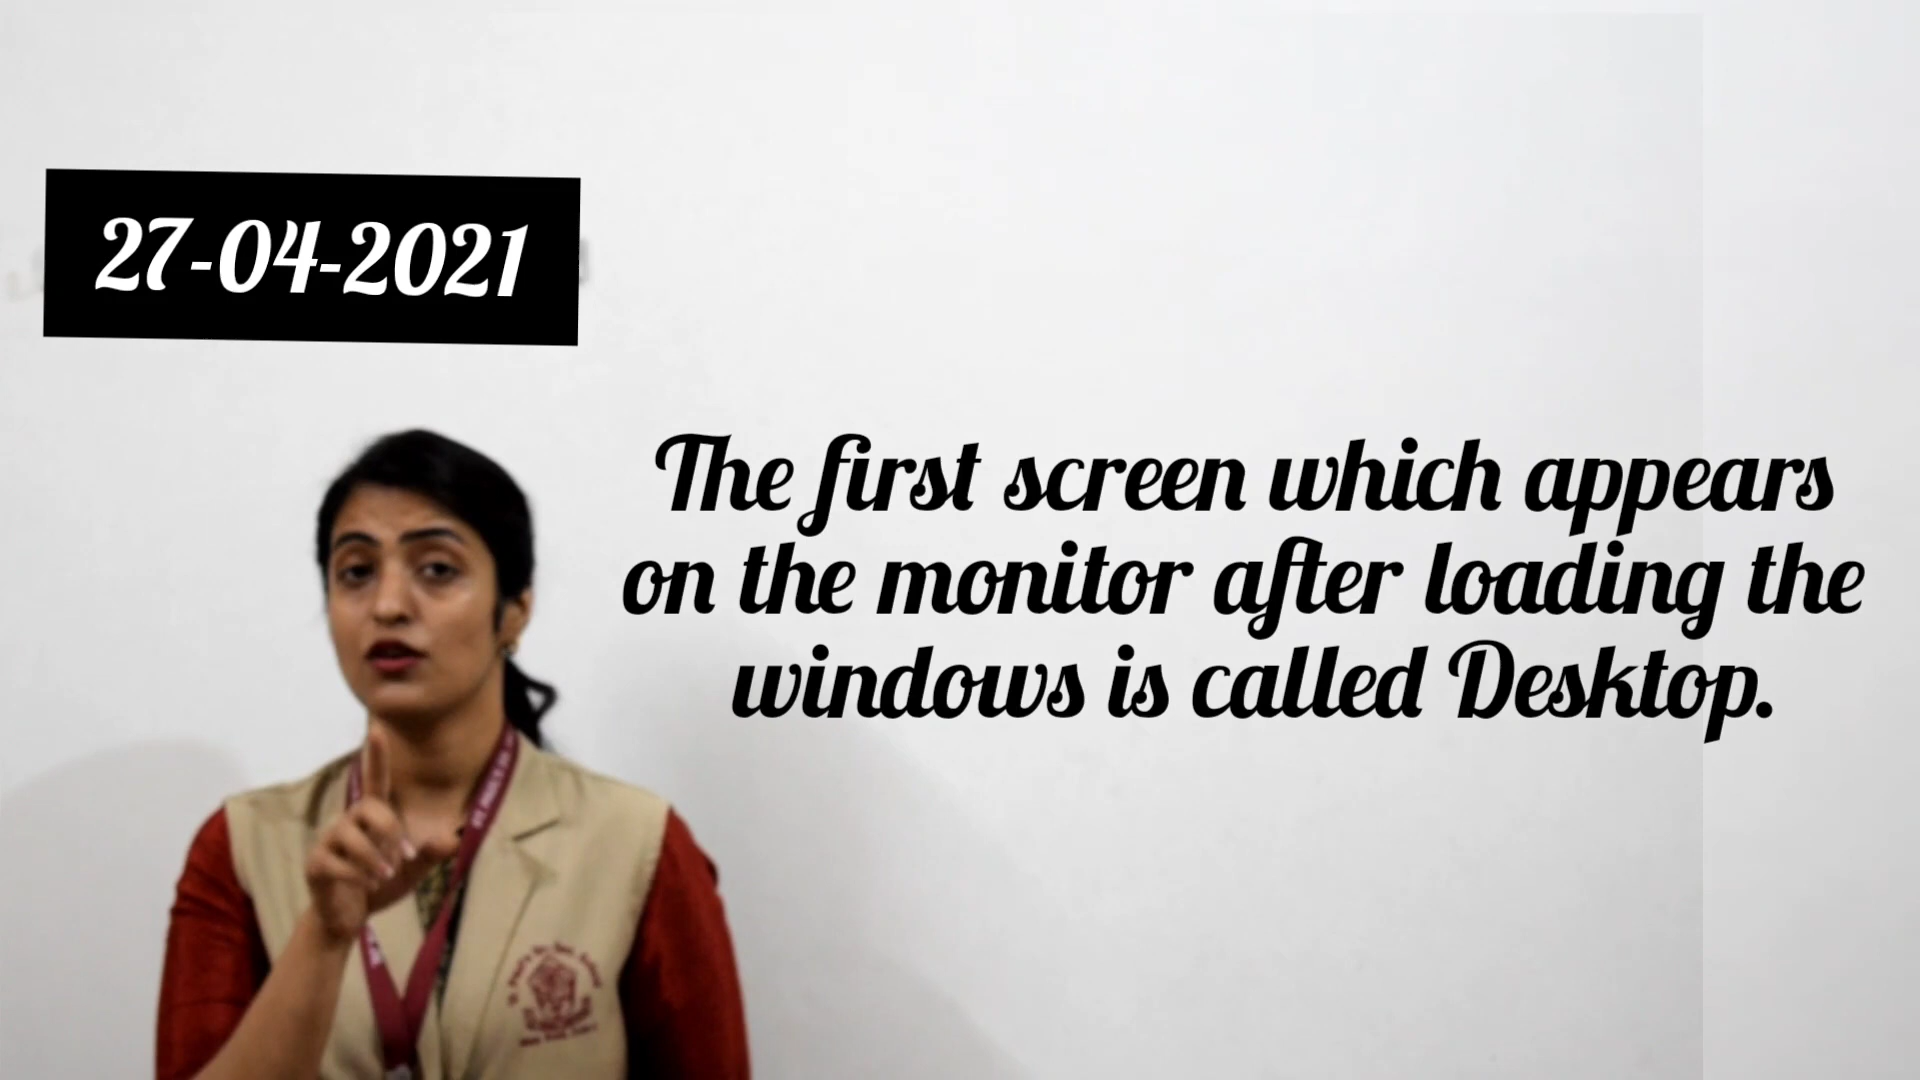 27-04-2021
The first screen which appears
on the monitor after loading the
windows is called Desktop.